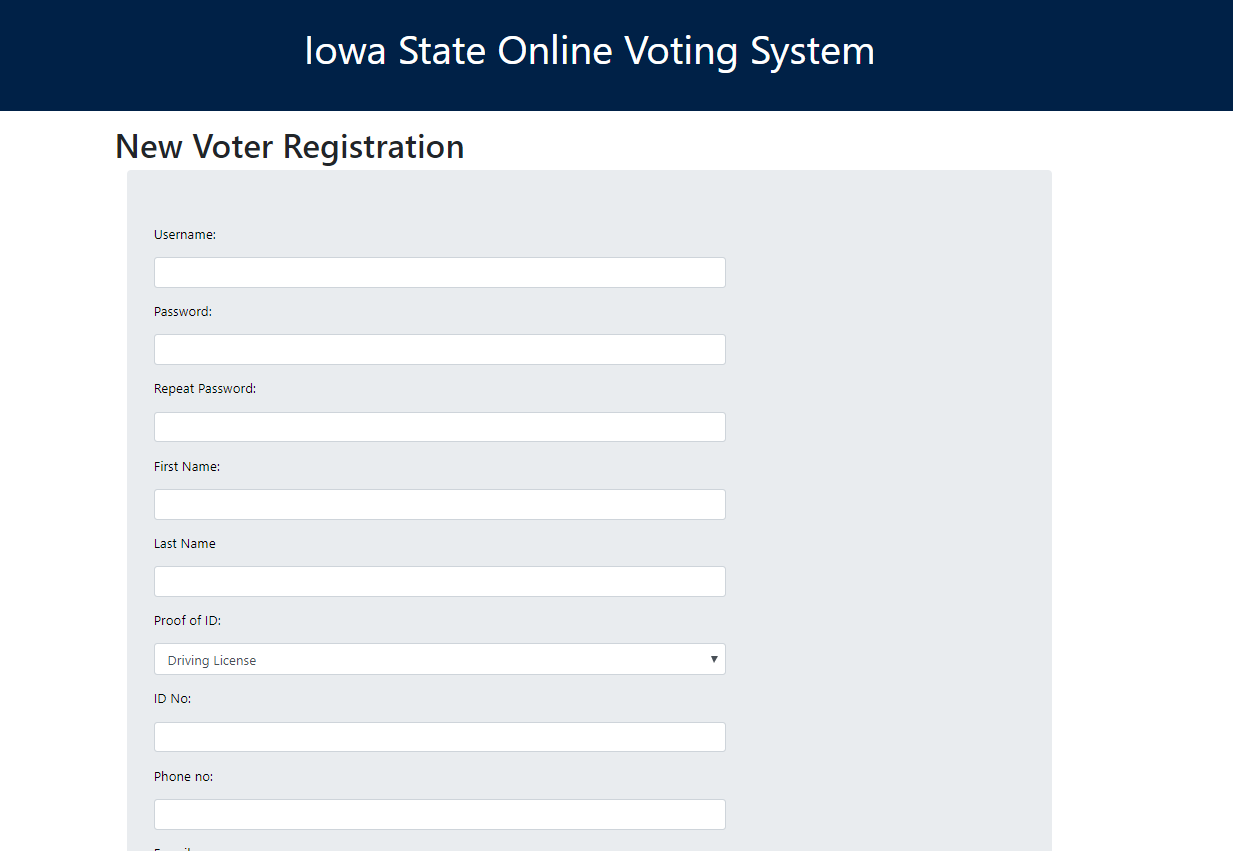 Iowa State Online Voting System
New Voter Registration
Username:
Password:
Repeat Password:
First Name:
Last Name
Proof of ID:
Driving License
ID No:
Phone no: